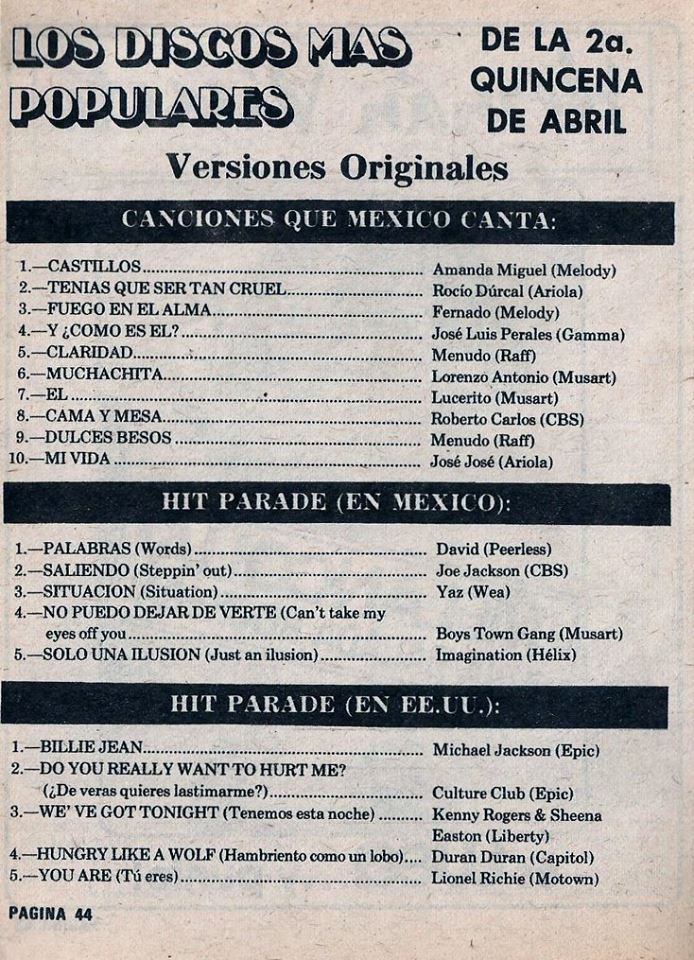 LOS DISCOS MAS
POPULARES
DE LA 2a.
QUINCENA
DE ABRIL
Versiones Originales
CANCIONES QUE MEXICO CANTA:
1.—CASTILLOS........ Amanda Miguel (Melody)
2.—TENIAS QUE SER TAN CRUEL........ Rocío Dúrcal (Ariola)
3.—FUEGO EN EL ALMA........ Fernado (Melody)
4.—Y ¿COMO ES EL?........ José Luis Perales (Gamma)
5.—CLARIDAD........ Menudo (Raff)
6.—MUCHACHITA........ Lorenzo Antonio (Musart)
7.—EL ........ Lucerito (Musart)
8.—CAMA Y MESA........ Roberto Carlos (CBS)
9.—DULCES BESOS ........ Menudo (Raff)
10.—MI VIDA ........ José José (Ariola)
HIT PARADE (EN MEXICO):
1.—PALABRAS (Words)........ David (Peerless)
2.—SALIENDO (Steppin' out)........ Joe Jackson (CBS)
3.—SITUACION (Situation)........ Yaz (Wea)
4.—NO PUEDO DEJAR DE VERTE (Can't take my
eyes off you........ Boys Town Gang (Musart)
5.—SOLO UNA ILUSION (Just an ilusion)........ Imagination (Hélix)
HIT PARADE (EN EE.UU.):
1.—BILLIE JEAN........ Michael Jackson (Epic)
2.—DO YOU REALLY WANT TO HURT ME?
(¿De veras quieres lastimarme?)........ Culture Club (Epic)
3.—WE' VE GOT TONIGHT (Tenemos esta noche) ........ Kenny Rogers & Sheena
Easton (Liberty)
4.—HUNGRY LIKE A WOLF (Hambriento como un lobo).... Duran Duran (Capitol)
5.—YOU ARE (Tú eres)........ Lionel Richie (Motown)
PAGINA 44